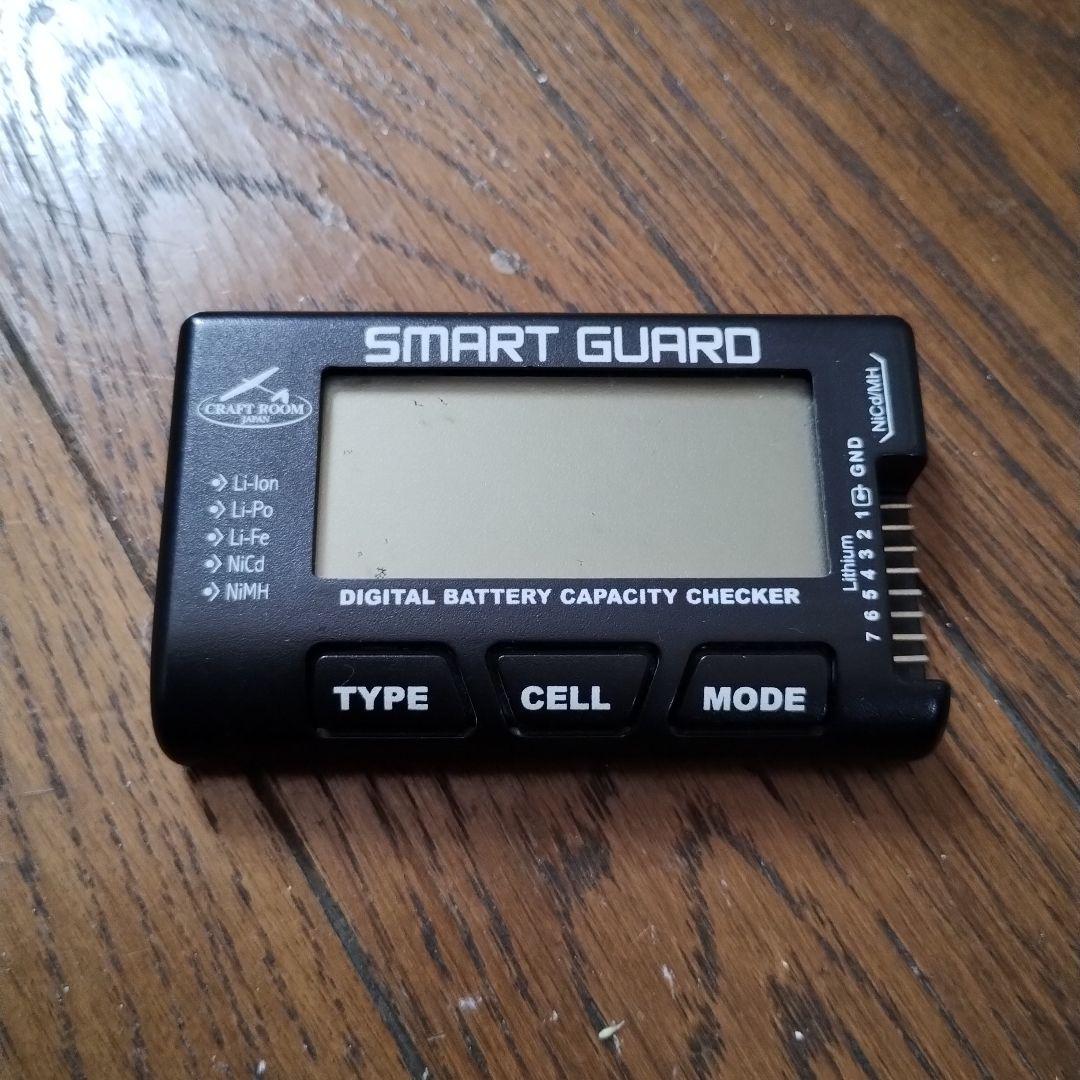 SMART GUARD
CRAFT ROOM
JAPAN
Li-Ion
Li-Po
Li-Fe
NiCd
NiMH
DIGITAL BATTERY CAPACITY CHECKER
TYPE
CELL
MODE
NiCd/MH
Lithium
7 6 5 4 3 2 1 GND